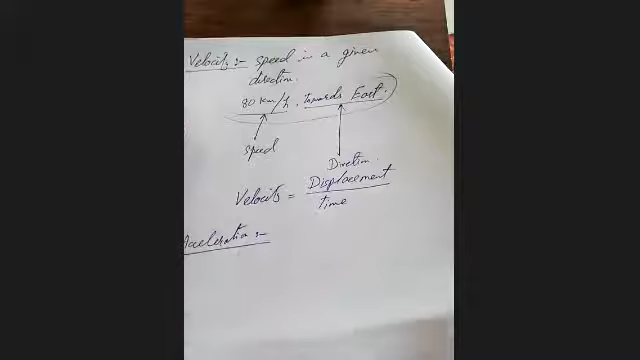 Velocity :- speed in a given
direction.
80 Km/h, towards East.
speed
Direction.
Velocity = Displacement
time
Acceleration :-